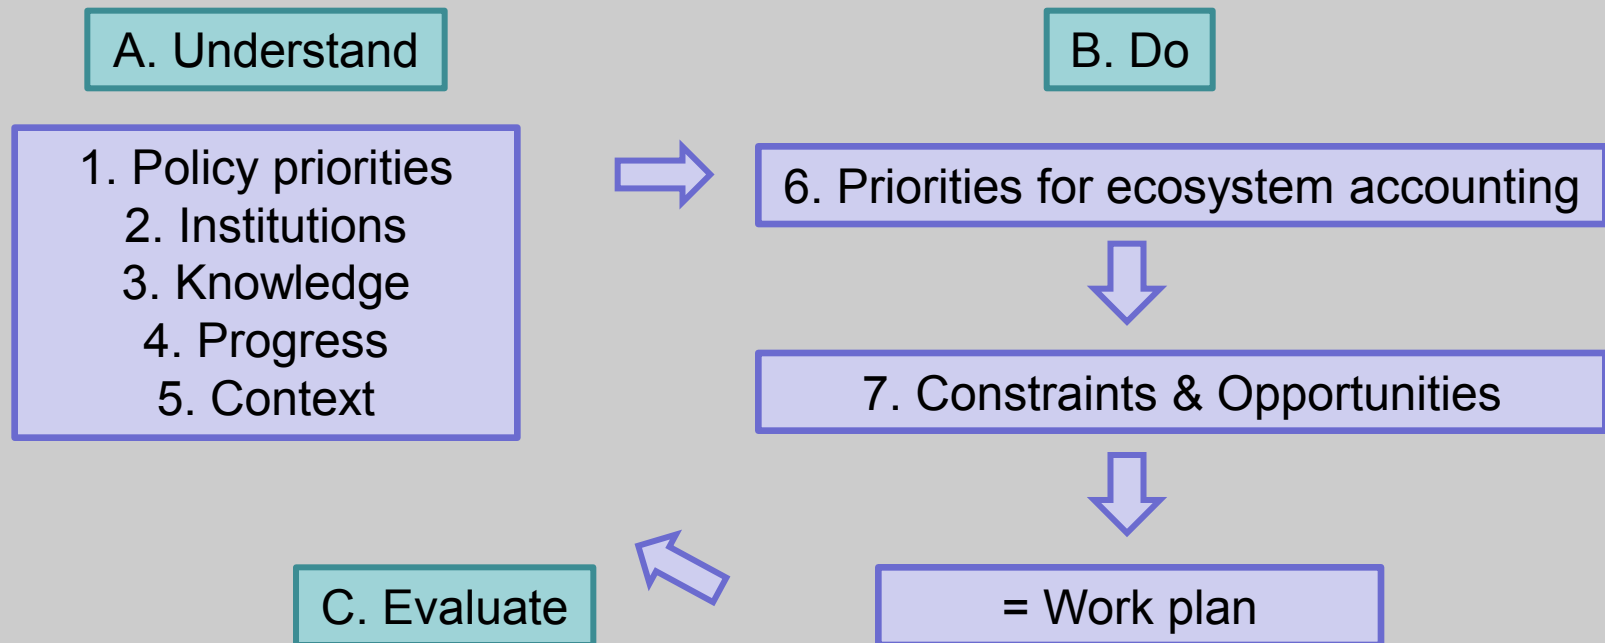 A. Understand
1. Policy priorities
2. Institutions
3. Knowledge
4. Progress
5. Context
B. Do
6. Priorities for ecosystem accounting
7. Constraints & Opportunities
= Work plan
C. Evaluate